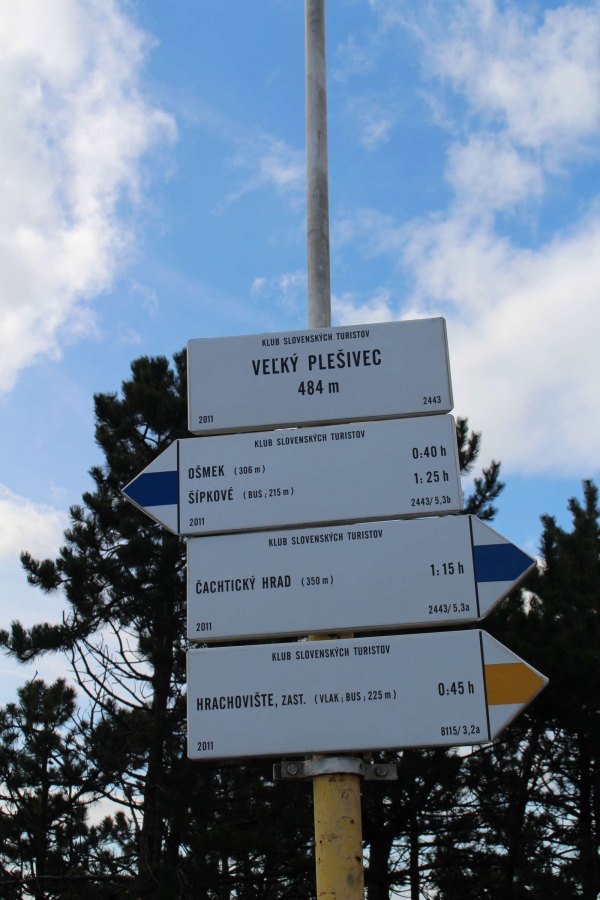 KLUB SLOVENSKÝCH TURISTOV
VEĽKÝ PLEŠIVEC
484 m
2011 2443
KLUB SLOVENSKÝCH TURISTOV
OŠMEK (306 m) 0:40 h
ŠÍPKOVÉ (BUS; 215 m) 1:25 h
2011 2443/5,3b
KLUB SLOVENSKÝCH TURISTOV
ČACHTICKÝ HRAD (350 m) 1:15 h
2011 2443/5,3a
KLUB SLOVENSKÝCH TURISTOV
HRACHOVIŠTE, ZAST. (VLAK; BUS; 225 m) 0:45 h
2011 8115/3,2a